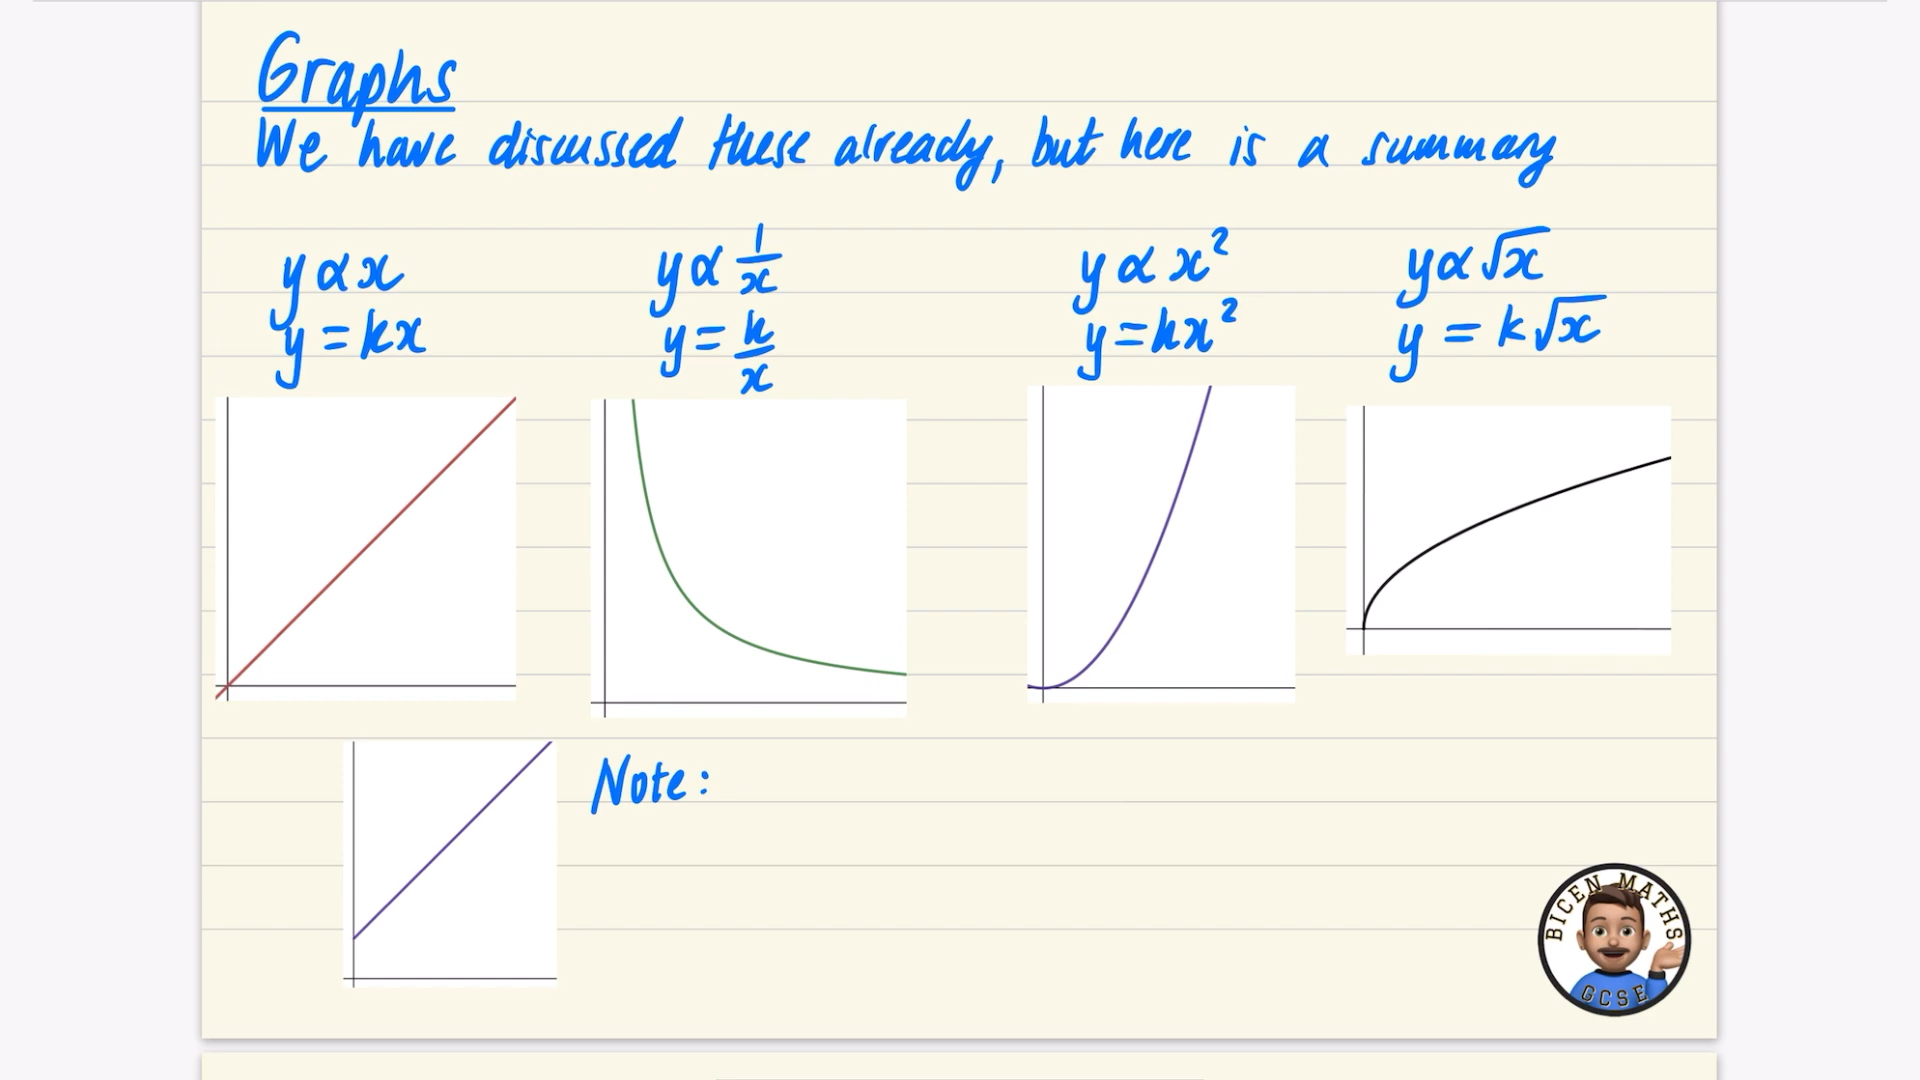 Graphs
We have discussed these already, but here is a summary
y ∝ x
y = kx
y ∝ 1/x
y = k/x
y ∝ x²
y = kx²
y ∝ √x
y = k√x
Note:
BICEN MATHS
GCSE